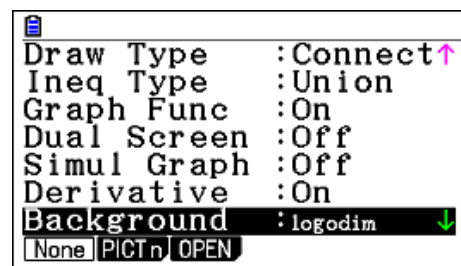 Draw Type :Connect↑
Ineq Type :Union
Graph Func :On
Dual Screen :Off
Simul Graph :Off
Derivative :On
Background :logodim ↓
None PICTn OPEN